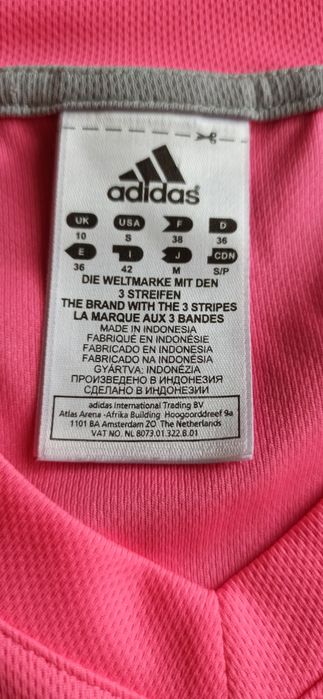 adidas
UK USA F D
10 S 38 36
E I J CDN
36 42 M S/P
DIE WELTMARKE MIT DEN
3 STREIFEN
THE BRAND WITH THE 3 STRIPES
LA MARQUE AUX 3 BANDES
MADE IN INDONESIA
FABRIQUÉ EN INDONÉSIE
FABRICADO EN INDONESIA
FABRICADO NA INDONÉSIA
GYÁRTVA: INDONÉZIA
ПРОИЗВЕДЕНО В ИНДОНЕЗИИ
СДЕЛАНО В ИНДОНЕЗИИ
adidas International Trading BV
Atlas Arena -Afrika Building Hoogoorddreef 9a
1101 BA Amsterdam ZO The Netherlands
VAT NO. NL 8073.01.322.B.01